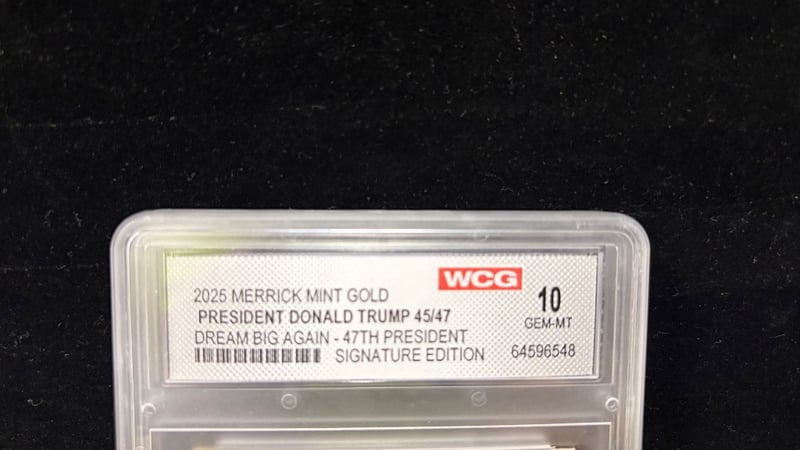 WCG
2025 MERRICK MINT GOLD
10
PRESIDENT DONALD TRUMP 45/47
GEM-MT
DREAM BIG AGAIN - 47TH PRESIDENT
SIGNATURE EDITION
64596548